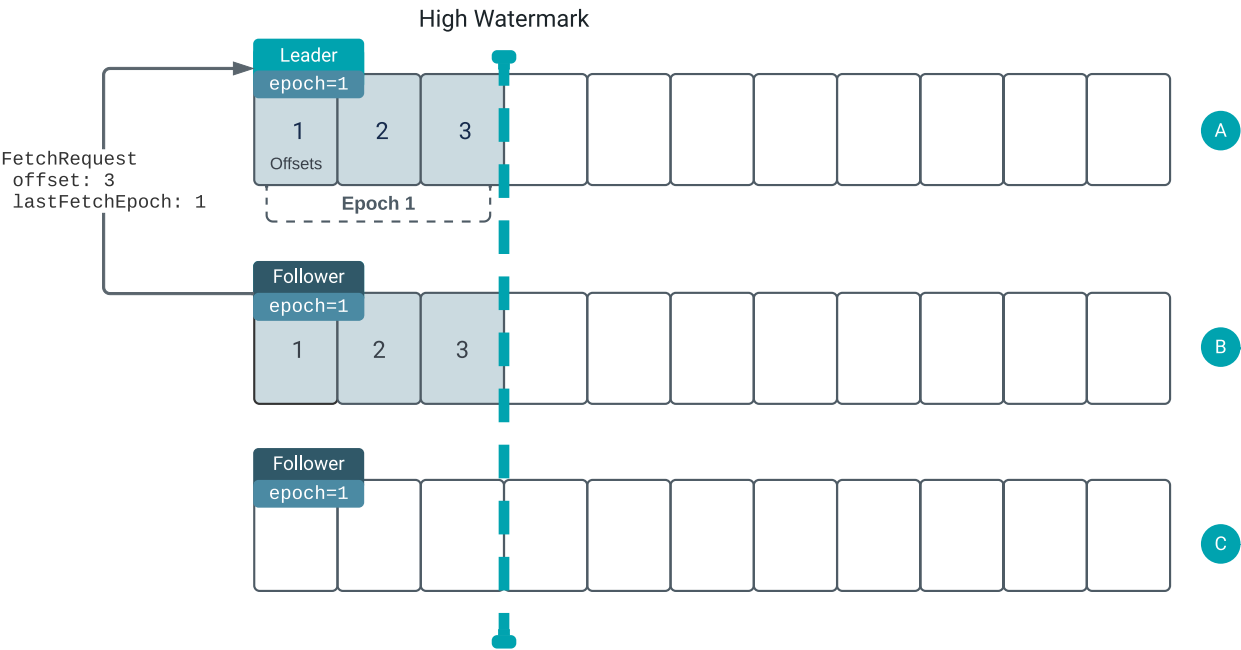 High Watermark
Leader
epoch=1
1
2
3
Offsets
A
FetchRequest
offset: 3
lastFetchEpoch: 1
Epoch 1
Follower
epoch=1
1
2
3
B
Follower
epoch=1
C